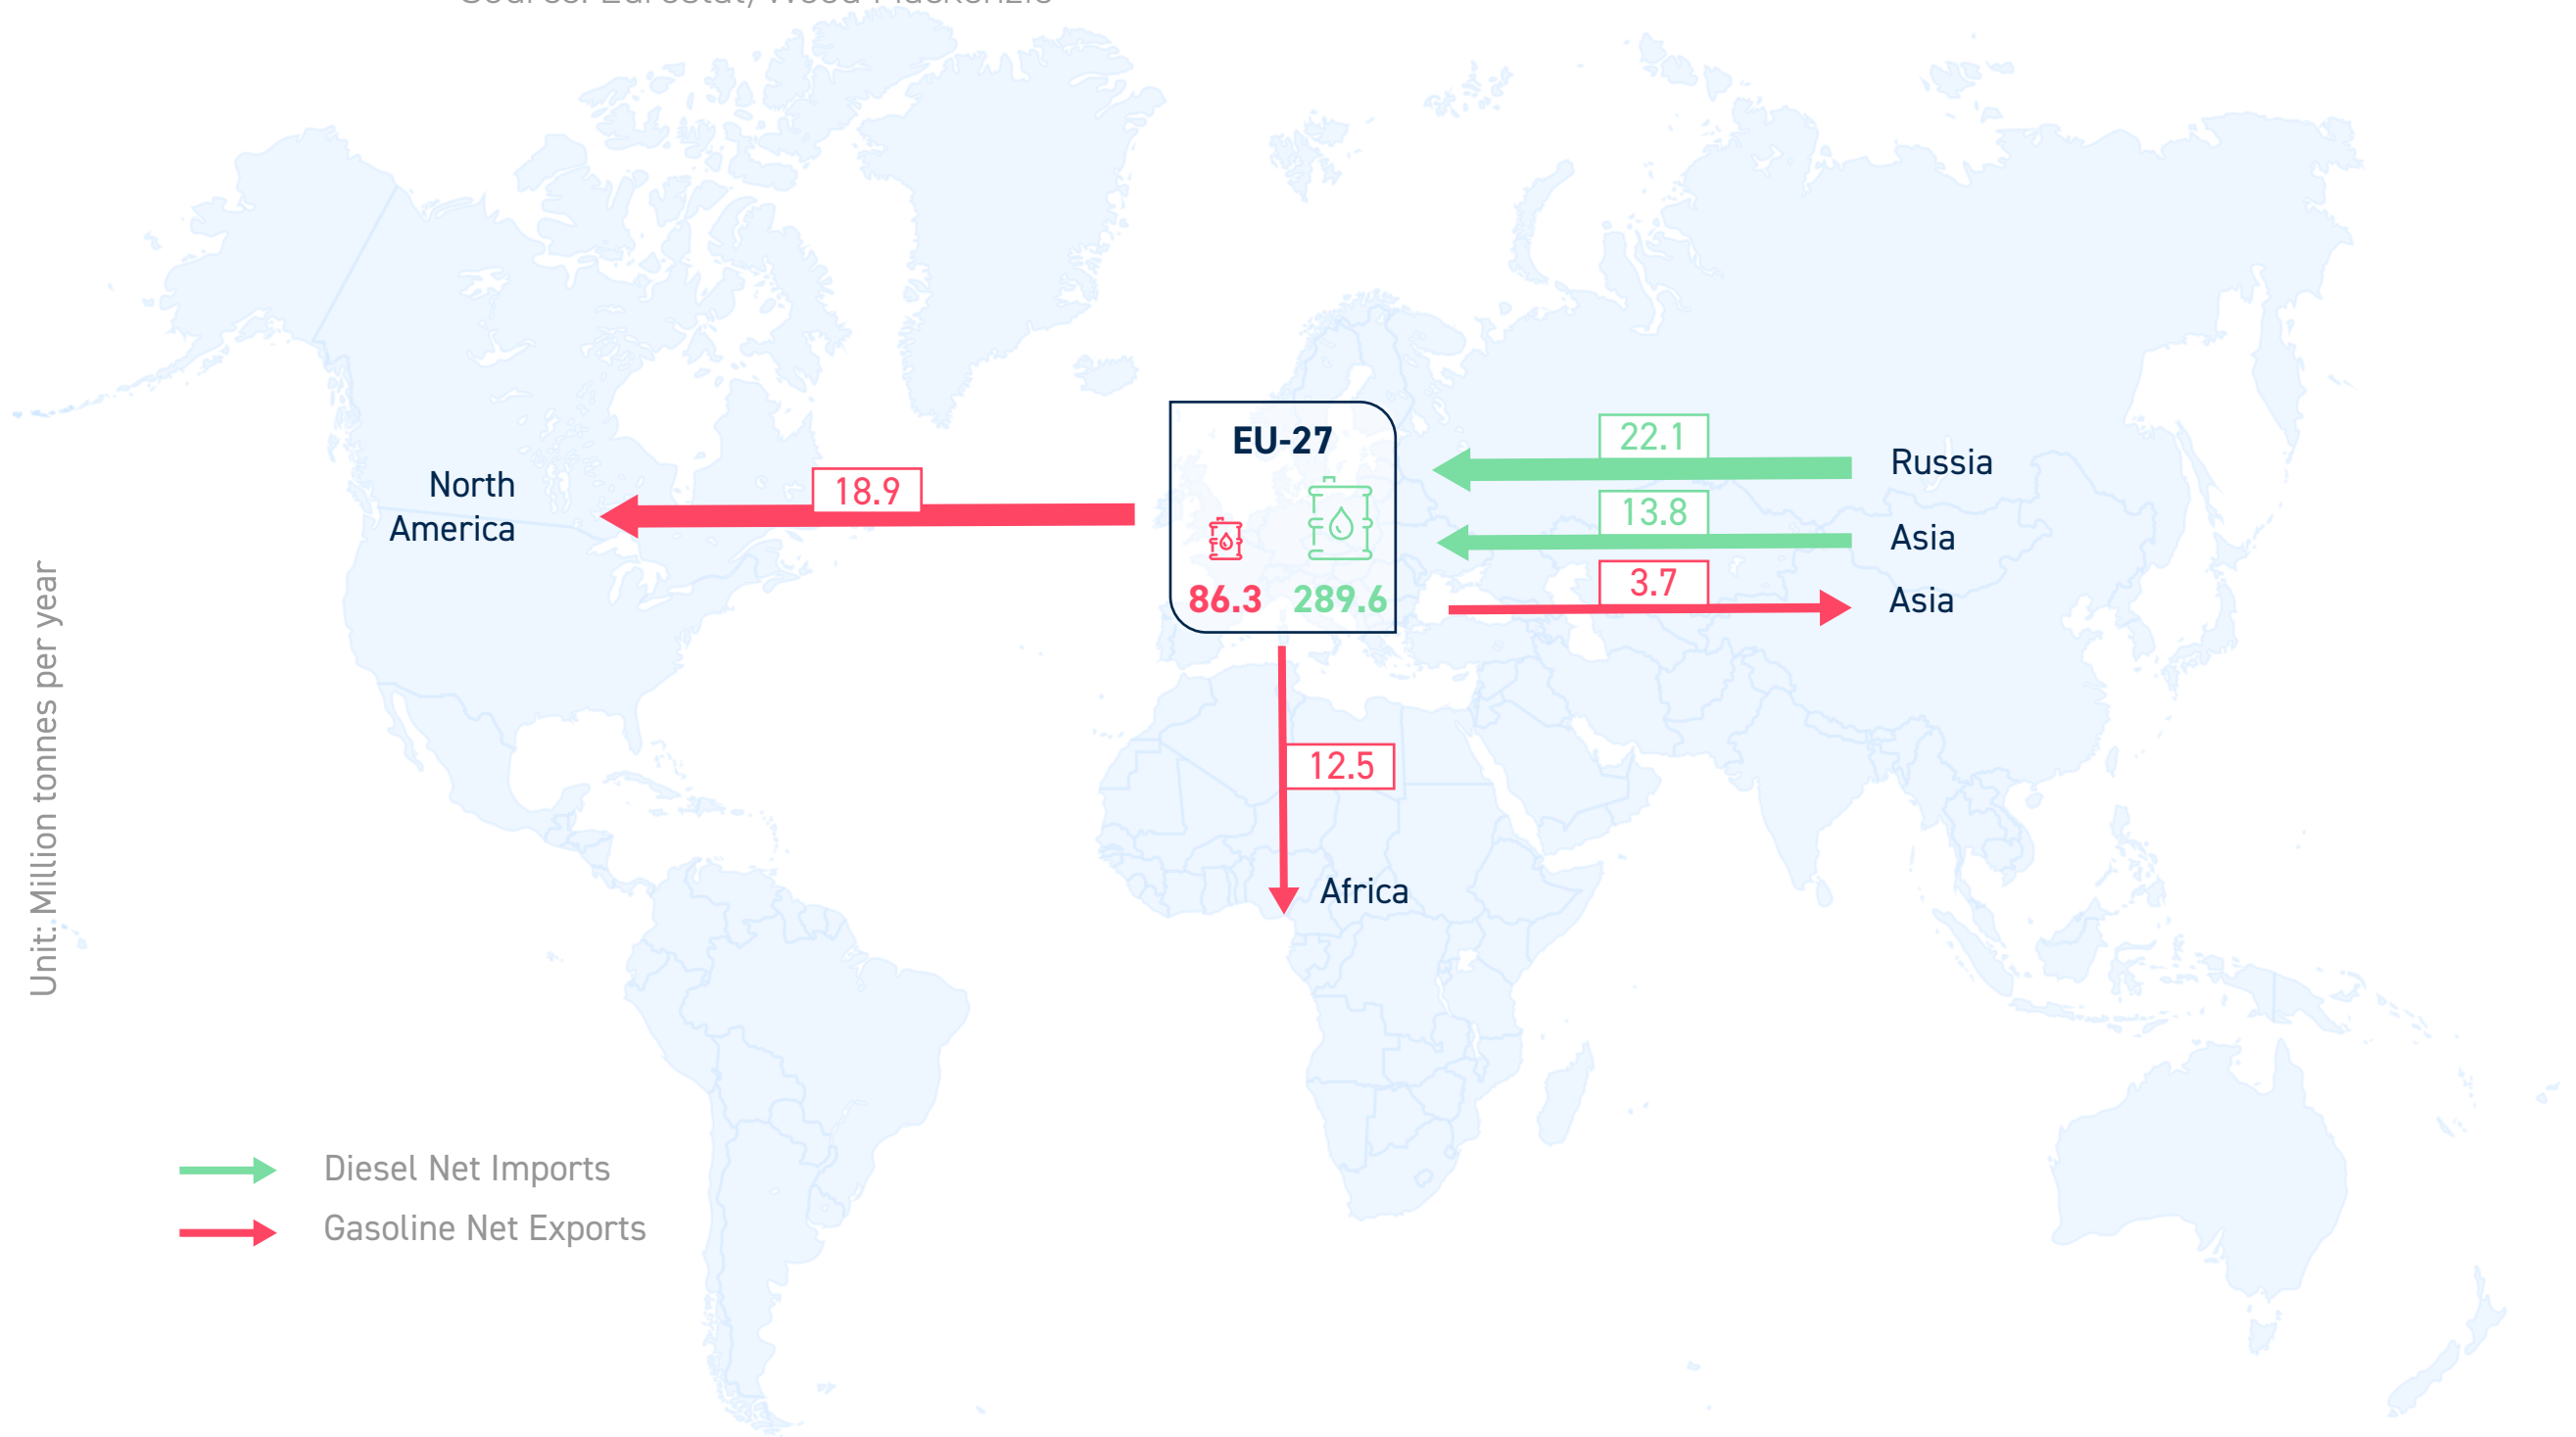 EU-27
22.1
Russia
North
America
18.9
13.8
Asia
3.7
Asia
86.3 289.6
12.5
Africa
Unit: Million tonnes per year
Diesel Net Imports
Gasoline Net Exports